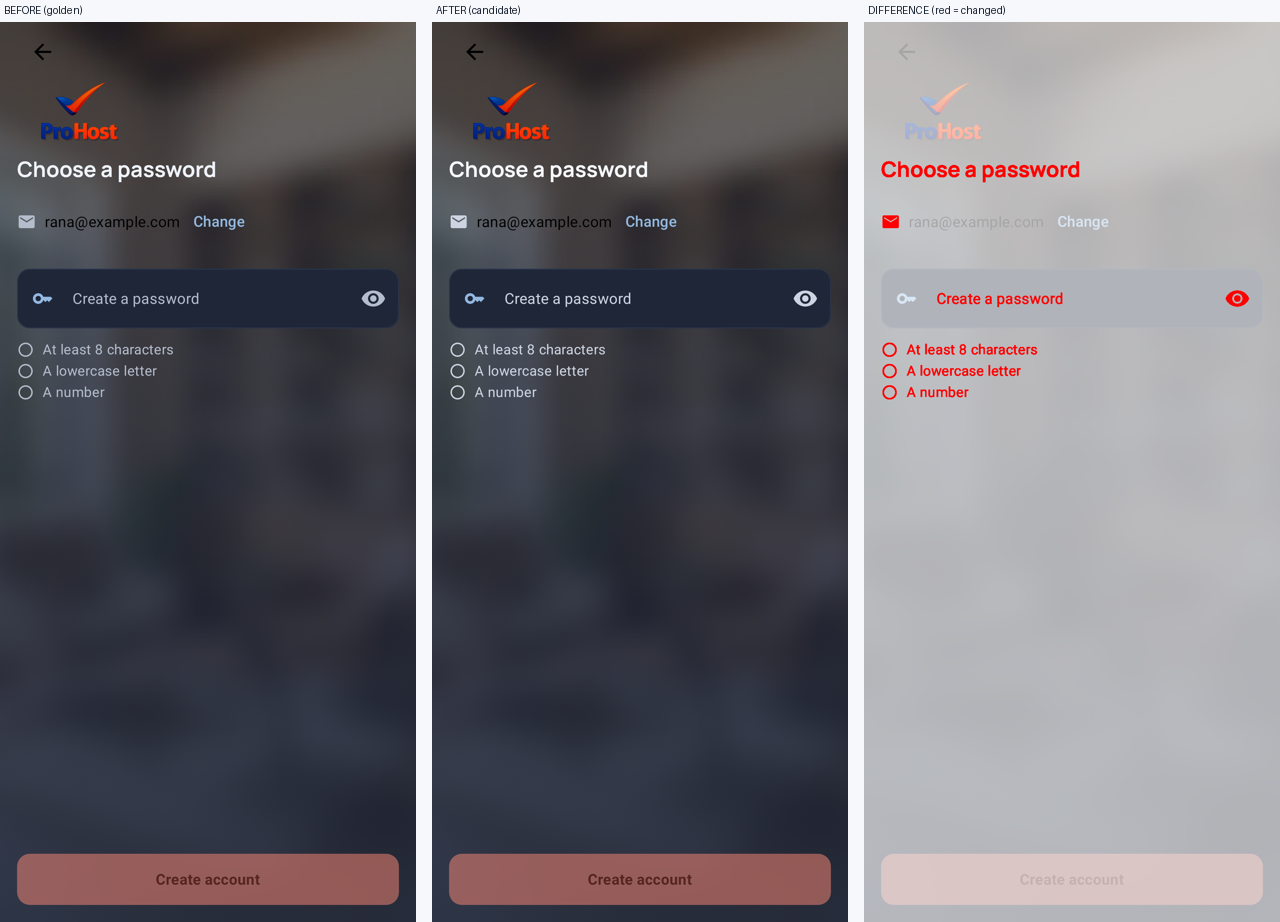 BEFORE (golden)
AFTER (candidate)
DIFFERENCE (red = changed)
ProHost
Choose a password
rana@example.com Change
Create a password
At least 8 characters
A lowercase letter
A number
Create account
ProHost
Choose a password
rana@example.com Change
Create a password
At least 8 characters
A lowercase letter
A number
Create account
ProHost
Choose a password
rana@example.com Change
Create a password
At least 8 characters
A lowercase letter
A number
Create account